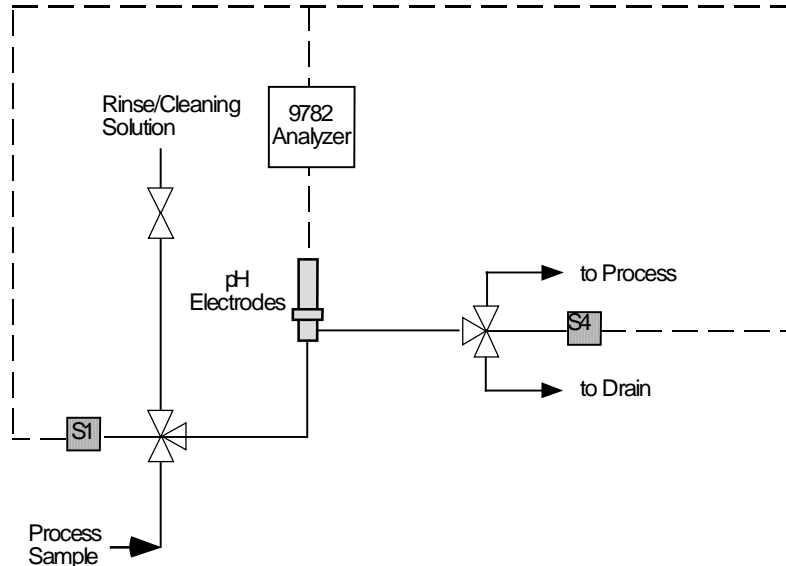 Rinse/Cleaning
Solution
9782
Analyzer
pH
Electrodes
to Process
S4
to Drain
S1
Process
Sample